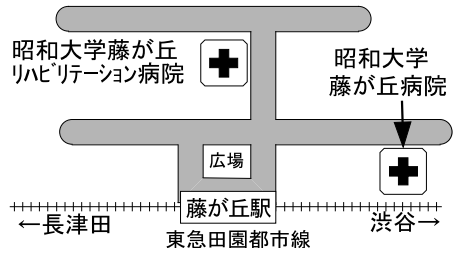 昭和大学藤が丘
ﾘﾊﾋﾞﾘﾃｰｼｮﾝ病院
昭和大学
藤が丘病院
広場
藤が丘駅
←長津田
渋谷→
東急田園都市線